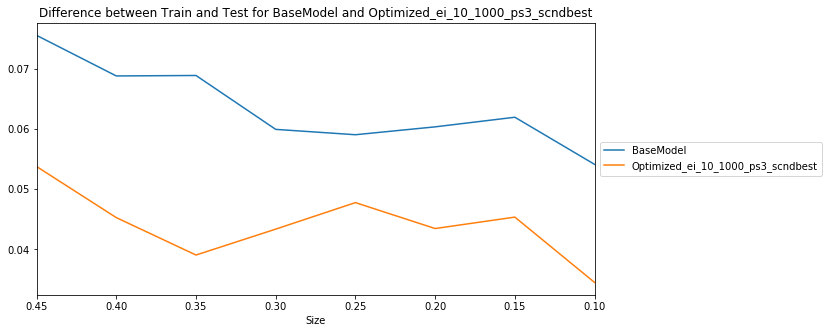 Difference between Train and Test for BaseModel and Optimized_ei_10_1000_ps3_scndbest
0.07
0.06
0.05
0.04
0.45 0.40 0.35 0.30 0.25 0.20 0.15 0.10
Size
BaseModel
Optimized_ei_10_1000_ps3_scndbest